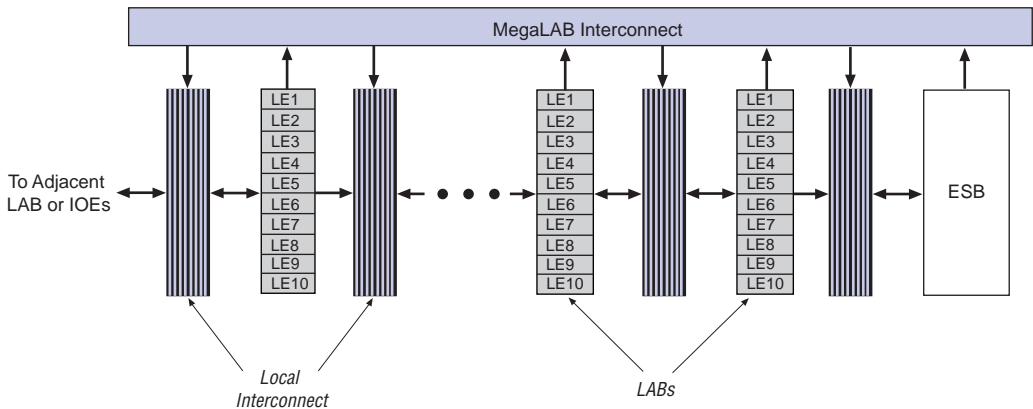 MegaLAB Interconnect
LE1
LE2
LE3
LE4
LE5
LE6
LE7
LE8
LE9
LE10
LE1
LE2
LE3
LE4
LE5
LE6
LE7
LE8
LE9
LE10
LE1
LE2
LE3
LE4
LE5
LE6
LE7
LE8
LE9
LE10
To Adjacent
LAB or IOEs
ESB
Local
Interconnect
LABs